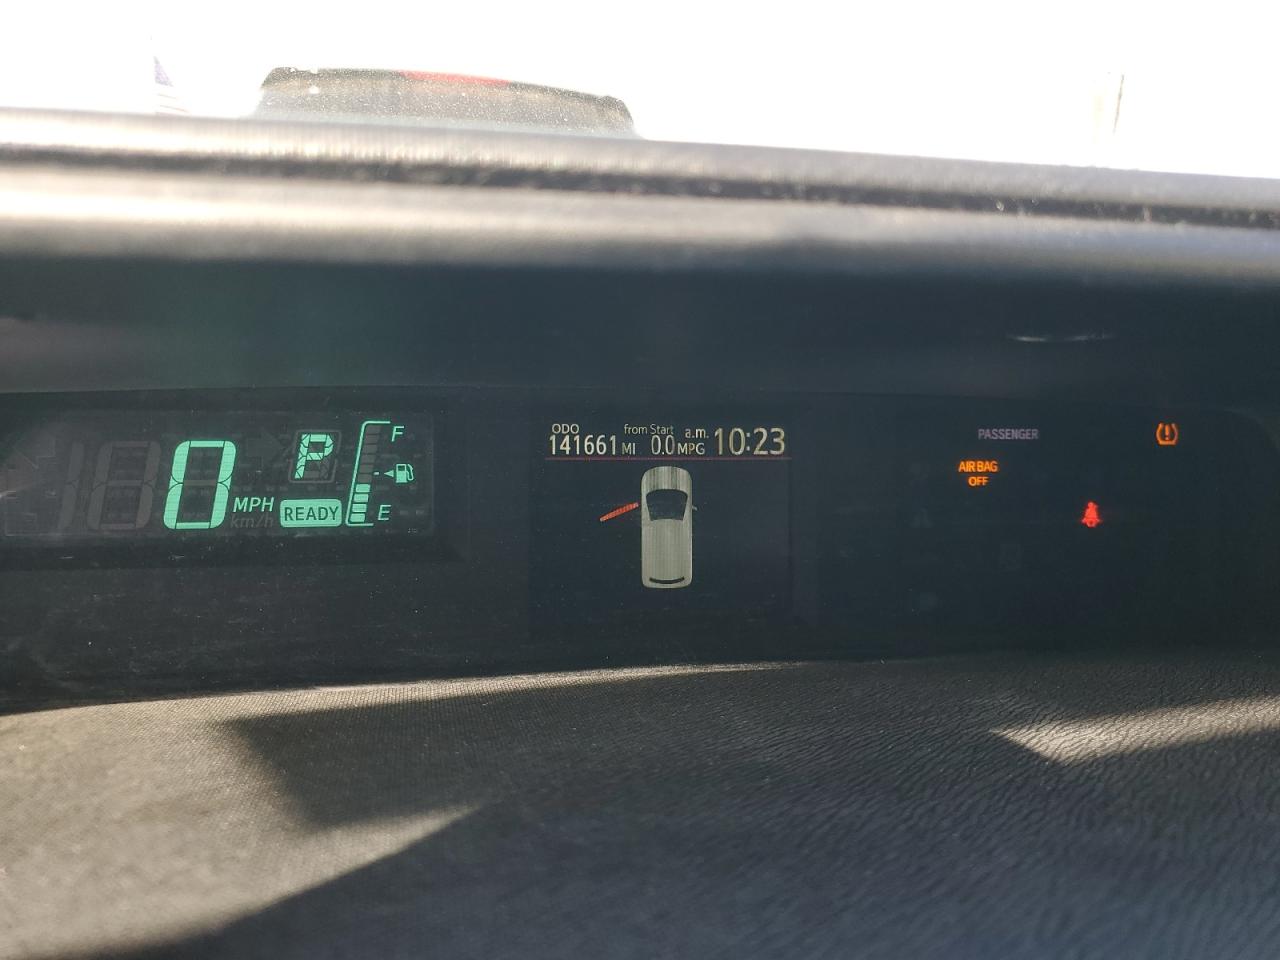 0 MPH
km/h
P
READY
F
E
ODO
141661 MI
from Start
0.0 MPG
a.m.
10:23
PASSENGER
AIR BAG
OFF